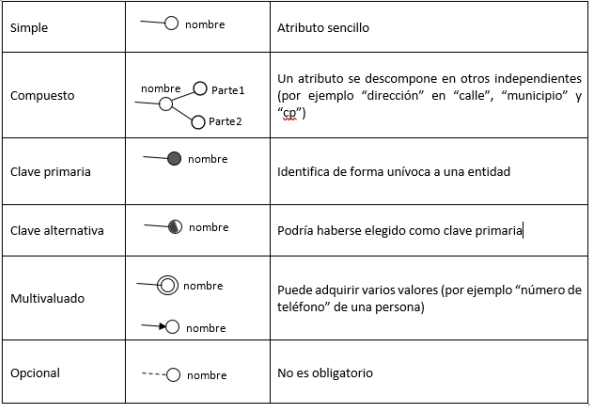 Simple
nombre
Atributo sencillo
Compuesto
nombre
Parte1
Parte2
Un atributo se descompone en otros independientes
(por ejemplo “dirección” en “calle”, “municipio” y
“cp”)
Clave primaria
nombre
Identifica de forma unívoca a una entidad
Clave alternativa
nombre
Podría haberse elegido como clave primaria
Multivaluado
nombre
nombre
Puede adquirir varios valores (por ejemplo “número de
teléfono” de una persona)
Opcional
nombre
No es obligatorio